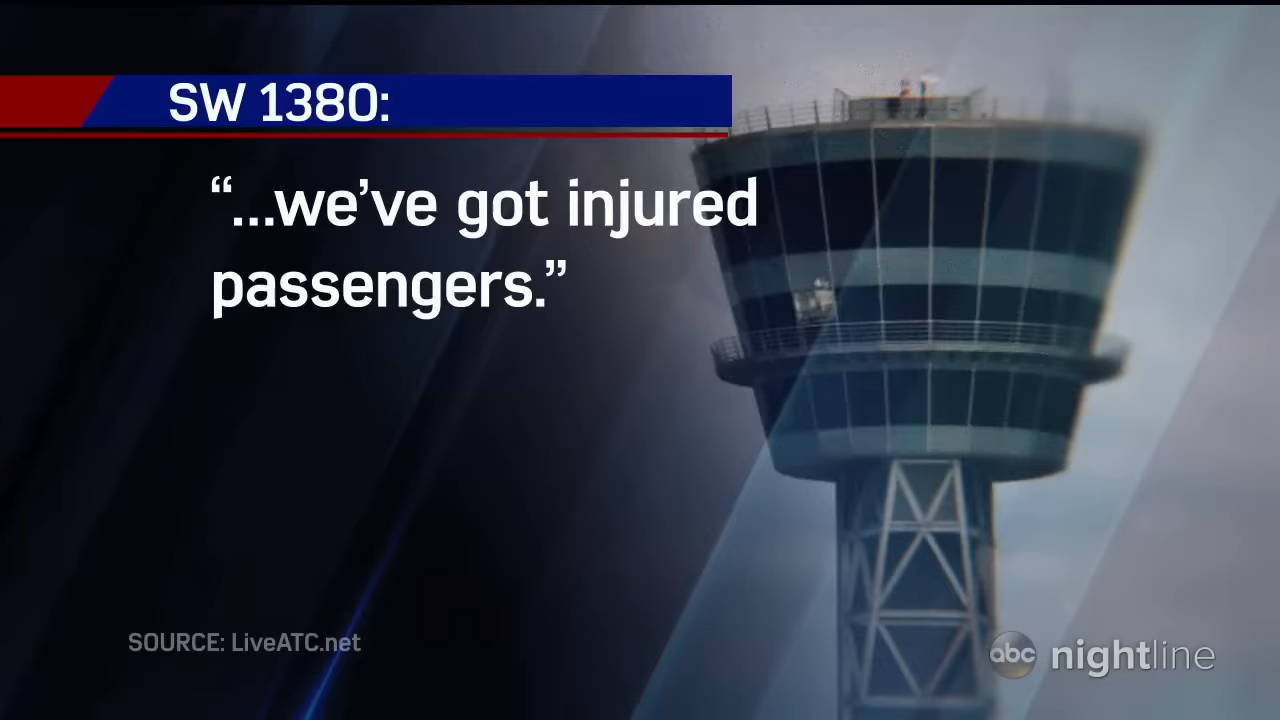 SW 1380:
“...we’ve got injured
passengers.”
SOURCE: LiveATC.net
abc nightline